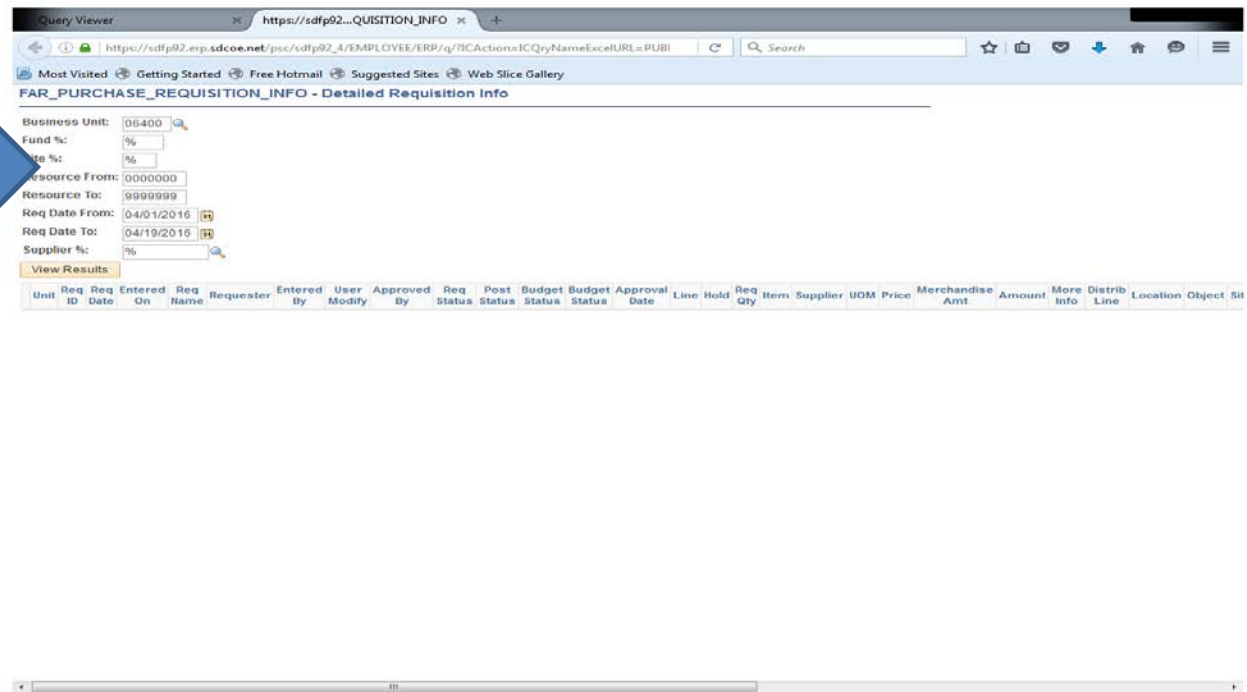 Query Viewer × https://sdfp92...QUISITION_INFO × +
https://sdfp92.erp.sdcoe.net/psc/sdfp92_4/EMPLOYEE/ERP/q/?ICAction=ICQryNameExcelURL=PUBI Search
Most Visited Getting Started Free Hotmail Suggested Sites Web Slice Gallery
FAR_PURCHASE_REQUISITION_INFO - Detailed Requisition Info
Business Unit: 06400
Fund %: %
ite %: %
esource From: 0000000
Resource To: 9999999
Req Date From: 04/01/2016
Req Date To: 04/19/2016
Supplier %: %
View Results
Unit Req ID Req Date Entered On Req Name Requester Entered By User Modify Approved By Req Status Post Status Budget Status Budget Status Approval Date Line Hold Req Qty Item Supplier UOM Price Merchandise Amt Amount More Info Distrib Line Location Object Sit